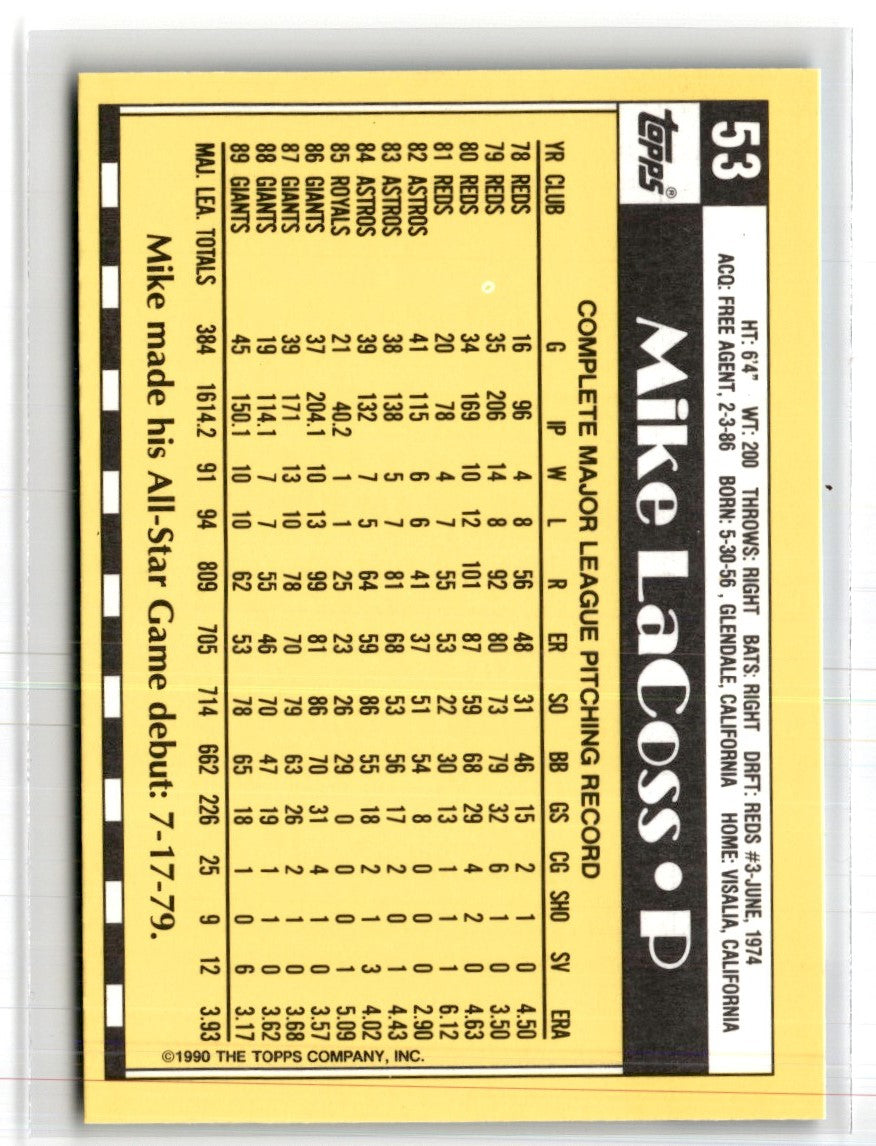 53
HT: 6'4" WT: 200 THROWS: RIGHT BATS: RIGHT DRFT: REDS #3-JUNE, 1974
ACQ: FREE AGENT, 2-3-86 BORN: 5-30-56 , GLENDALE, CALIFORNIA HOME: VISALIA, CALIFORNIA
TOPPS®
Mike LaCoss • P
COMPLETE MAJOR LEAGUE PITCHING RECORD
YR CLUB G IP W L R ER SO BB GS CG SHO SV ERA
78 REDS 16 96 4 8 56 48 31 46 15 2 1 0 4.50
79 REDS 35 206 14 8 92 80 73 79 32 6 1 0 3.50
80 REDS 34 169 10 12 101 87 59 68 29 4 2 0 4.63
81 REDS 20 78 4 7 55 53 22 30 13 1 1 1 6.12
82 ASTROS 41 115 6 6 41 37 51 54 8 0 0 0 2.90
83 ASTROS 38 138 5 7 81 68 53 56 17 2 0 1 4.43
84 ASTROS 39 132 7 5 64 59 86 55 18 2 1 3 4.02
85 ROYALS 21 40.2 1 1 25 23 26 29 0 0 0 1 5.09
86 GIANTS 37 204.1 10 13 99 81 86 70 31 4 1 0 3.57
87 GIANTS 39 171 13 10 78 70 79 63 26 2 1 0 3.68
88 GIANTS 19 114.1 7 7 55 46 70 47 19 1 1 0 3.62
89 GIANTS 45 150.1 10 10 62 53 78 65 18 1 0 6 3.17
MAJ. LEA. TOTALS 384 1614.2 91 94 809 705 714 662 226 25 9 12 3.93
Mike made his All-Star Game debut: 7-17-79.
©1990 THE TOPPS COMPANY, INC.